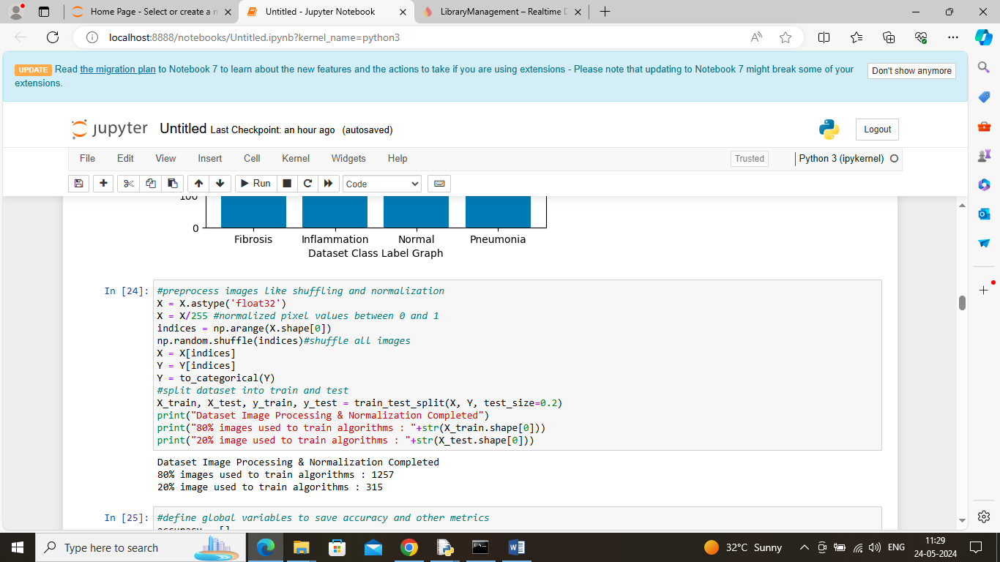 Home Page - Select or create a n
Untitled - Jupyter Notebook
LibraryManagement – Realtime D
localhost:8888/notebooks/Untitled.ipynb?kernel_name=python3
UPDATE Read the migration plan to Notebook 7 to learn about the new features and the actions to take if you are using extensions - Please note that updating to Notebook 7 might break some of your
extensions.
Don't show anymore
jupyter Untitled Last Checkpoint: an hour ago (autosaved)
Logout
File Edit View Insert Cell Kernel Widgets Help
Trusted
Python 3 (ipykernel)
Run
Code
100
0
Fibrosis Inflammation Normal Pneumonia
Dataset Class Label Graph
In [24]:
#preprocess images like shuffling and normalization
X = X.astype('float32')
X = X/255 #normalized pixel values between 0 and 1
indices = np.arange(X.shape[0])
np.random.shuffle(indices)#shuffle all images
X = X[indices]
Y = Y[indices]
Y = to_categorical(Y)
#split dataset into train and test
X_train, X_test, y_train, y_test = train_test_split(X, Y, test_size=0.2)
print("Dataset Image Processing & Normalization Completed")
print("80% images used to train algorithms : "+str(X_train.shape[0]))
print("20% image used to train algorithms : "+str(X_test.shape[0]))
Dataset Image Processing & Normalization Completed
80% images used to train algorithms : 1257
20% image used to train algorithms : 315
In [25]:
#define global variables to save accuracy and other metrics
accuracy = []
Type here to search
32°C Sunny
ENG
11:29
24-05-2024